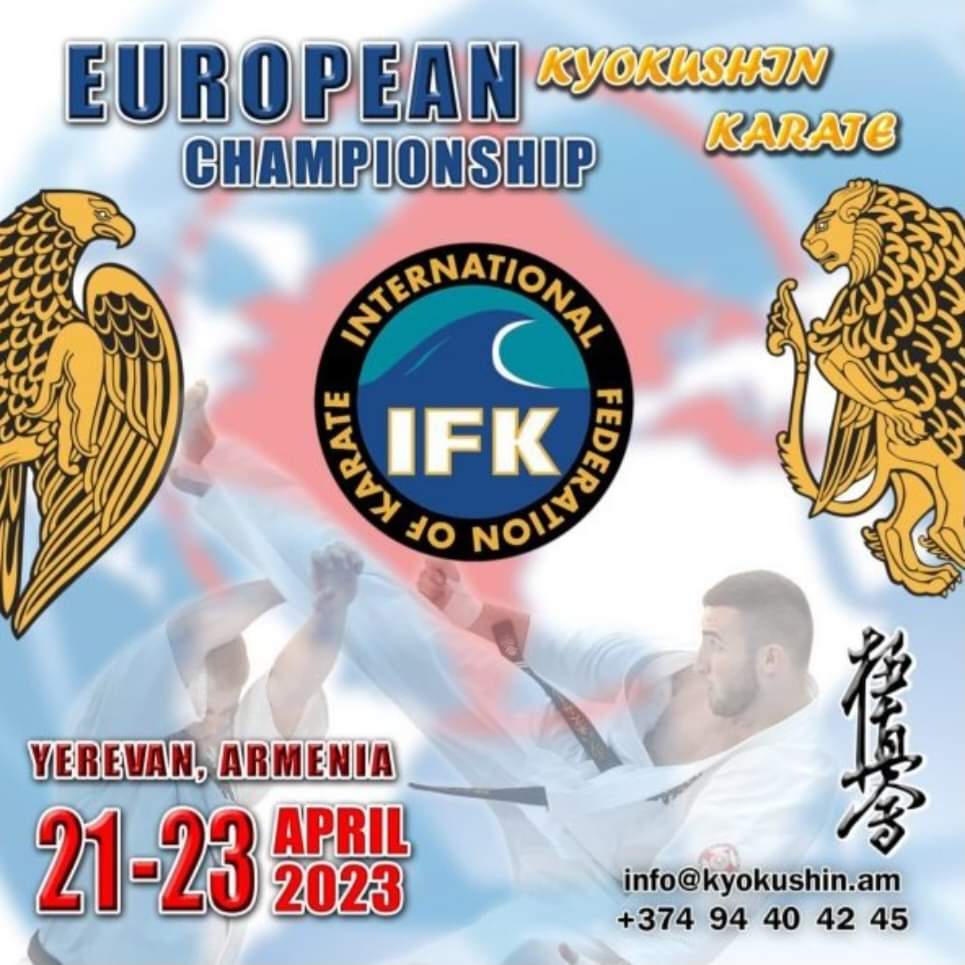 EUROPEAN
CHAMPIONSHIP
KYOKUSHIN
KARATE
INTERNATIONAL
FEDERATION OF KARATE
IFK
極真會
YEREVAN, ARMENIA
21-23 APRIL
2023
info@kyokushin.am
+374 94 40 42 45